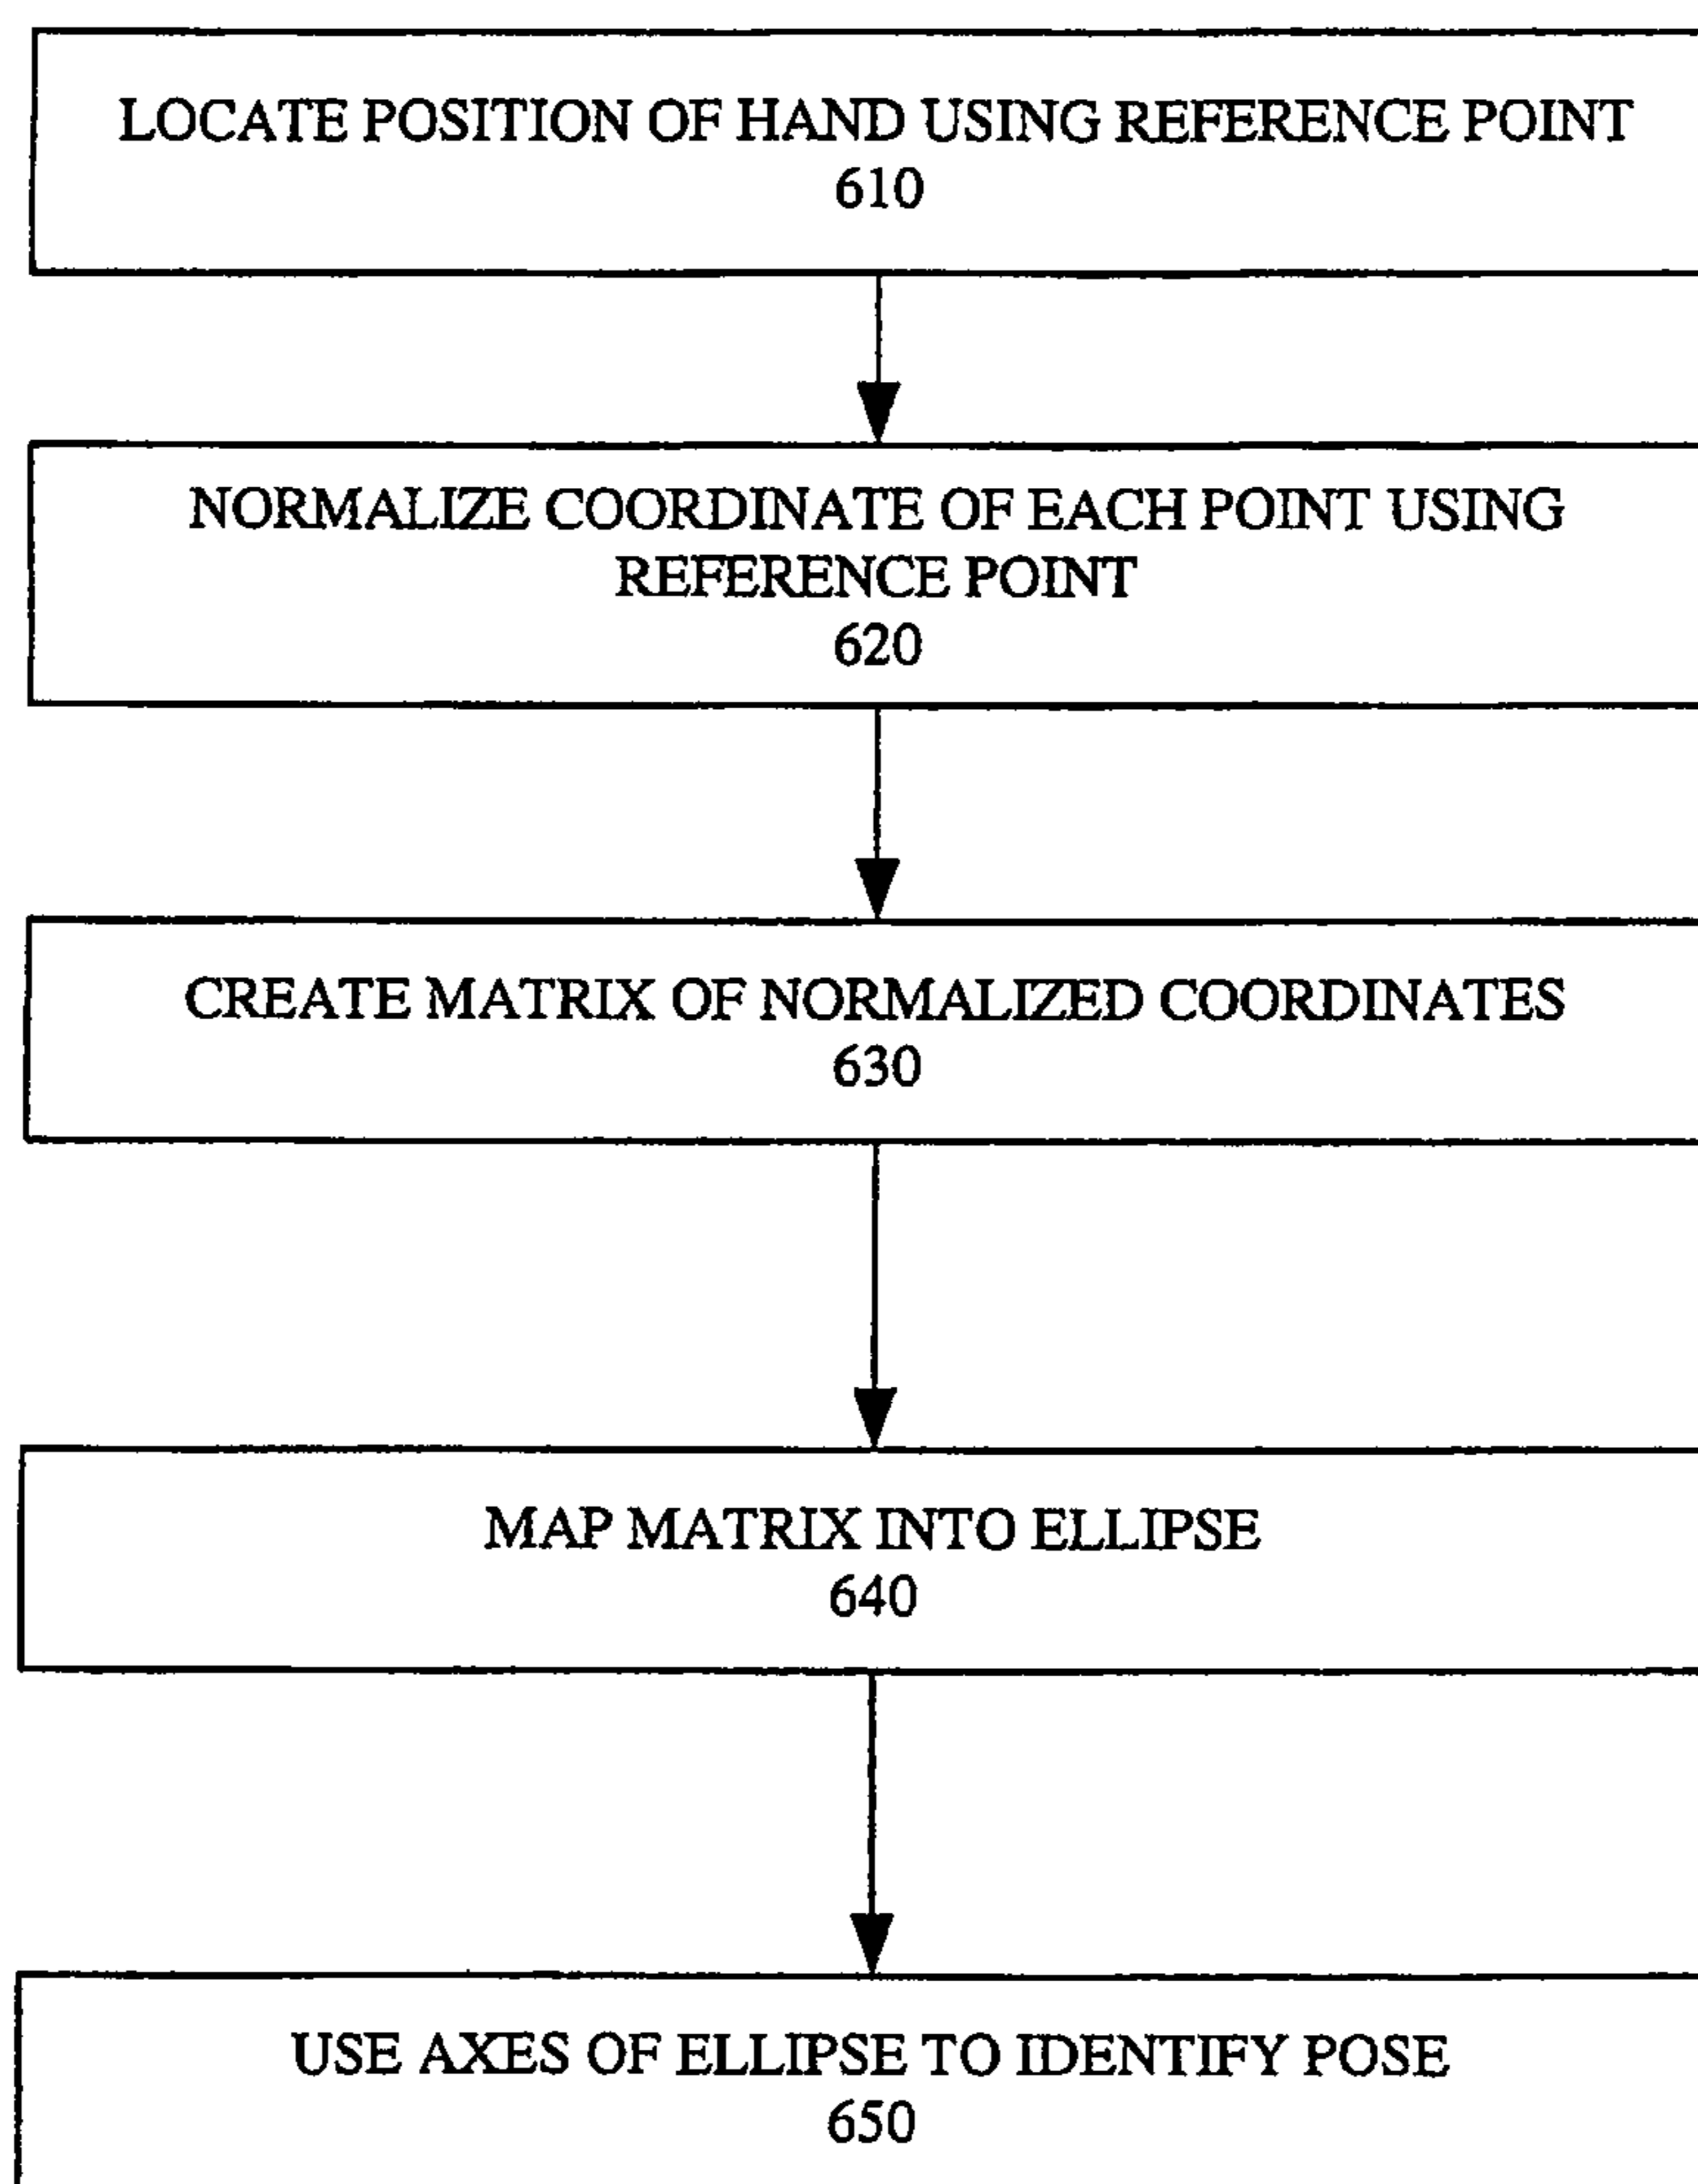 LOCATE POSITION OF HAND USING REFERENCE POINT
610
NORMALIZE COORDINATE OF EACH POINT USING
REFERENCE POINT
620
CREATE MATRIX OF NORMALIZED COORDINATES
630
MAP MATRIX INTO ELLIPSE
640
USE AXES OF ELLIPSE TO IDENTIFY POSE
650